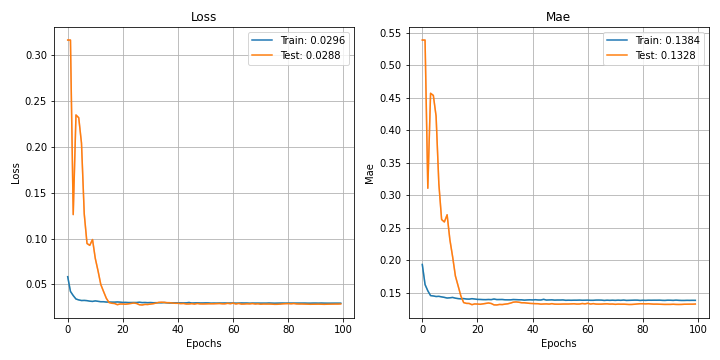 Loss
Train: 0.0296
Test: 0.0288
0.30
0.25
0.20
0.15
0.10
0.05
Loss
0 20 40 60 80 100
Epochs
Mae
Train: 0.1384
Test: 0.1328
0.55
0.50
0.45
0.40
0.35
0.30
0.25
0.20
0.15
Mae
0 20 40 60 80 100
Epochs